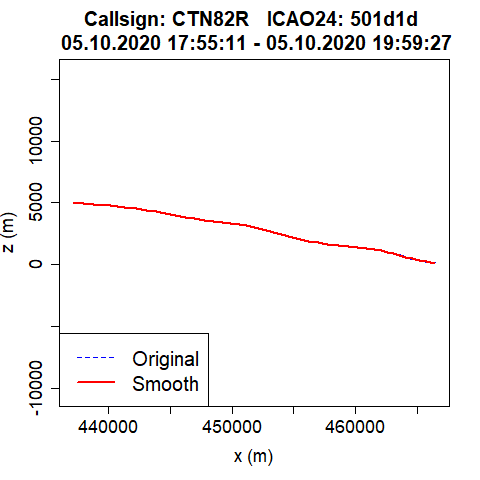 Callsign: CTN82R   ICAO24: 501d1d
05.10.2020 17:55:11 - 05.10.2020 19:59:27
z (m)
10000
5000
0
-10000
Original
Smooth
440000
450000
460000
x (m)